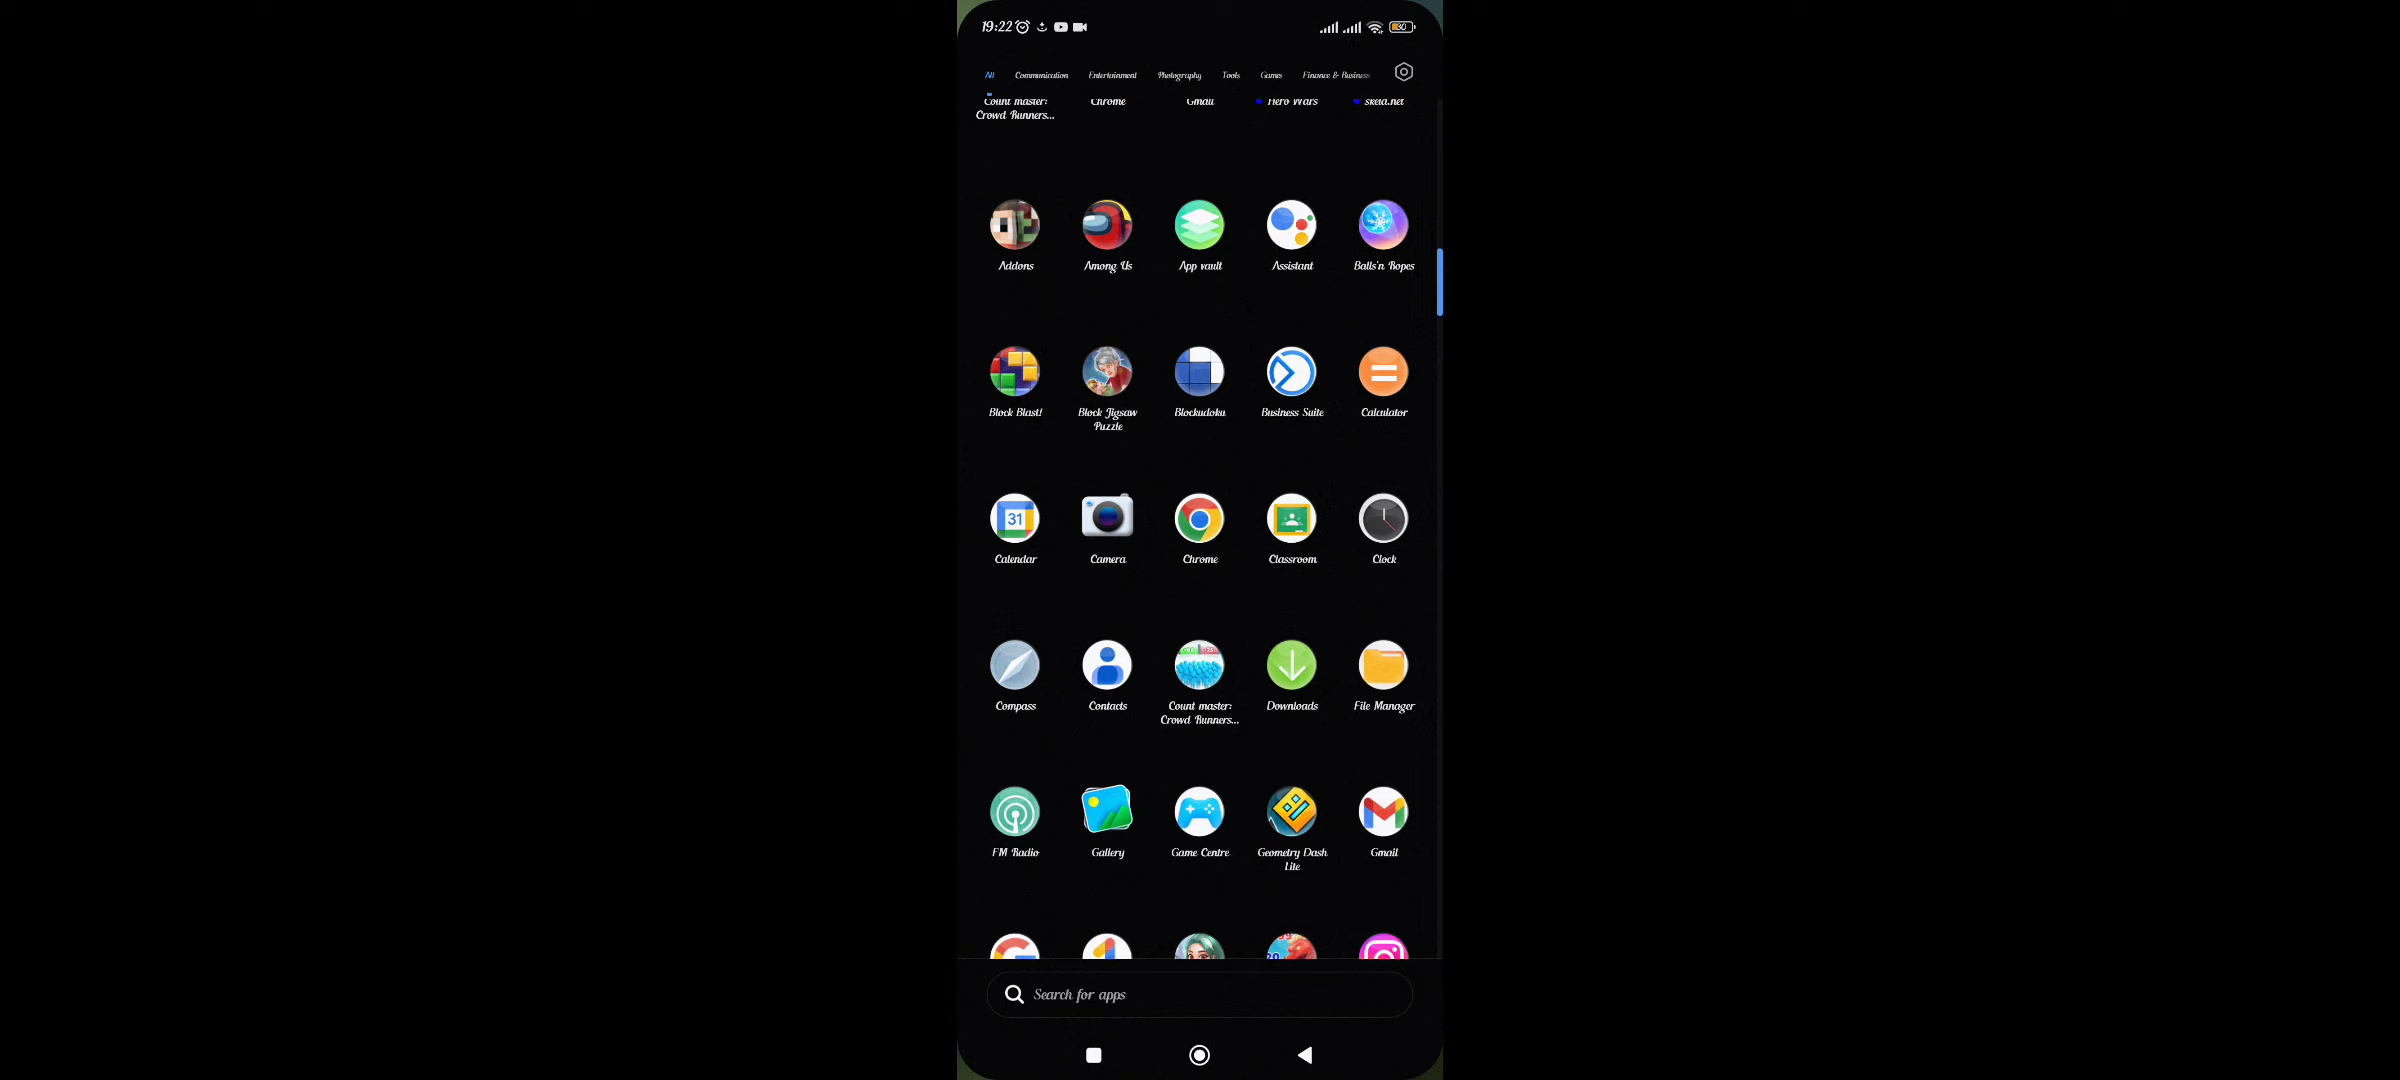 19:22 30
All Communication Entertainment Photography Tools Games Finance & Business
Count master: Chrome Gmail Hero Wars sketa.net
Crowd Runners...
Addons Among Us App vault Assistant Balls'n Ropes
Block Blast! Block Jigsaw Blockudoku Business Suite Calculator
Puzzle
31
Calendar Camera Chrome Classroom Clock
Compass Contacts Count master: Downloads File Manager
Crowd Runners...
FM Radio Gallery Game Centre Geometry Dash Gmail
Lite
Search for apps